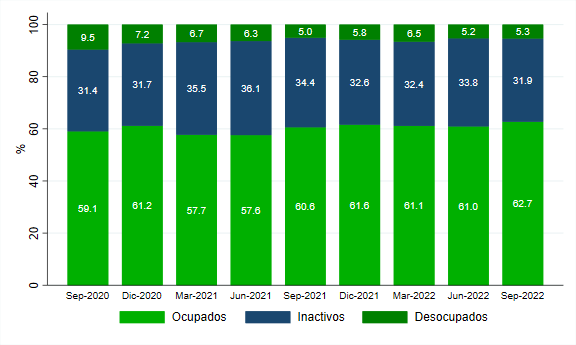 100
9.5 7.2 6.7 6.3 5.0 5.8 6.5 5.2 5.3
80
31.4 31.7 35.5 36.1 34.4 32.6 32.4 33.8 31.9
60
%
40
59.1 61.2 57.7 57.6 60.6 61.6 61.1 61.0 62.7
20
0
Sep-2020 Dic-2020 Mar-2021 Jun-2021 Sep-2021 Dic-2021 Mar-2022 Jun-2022 Sep-2022
Ocupados Inactivos Desocupados